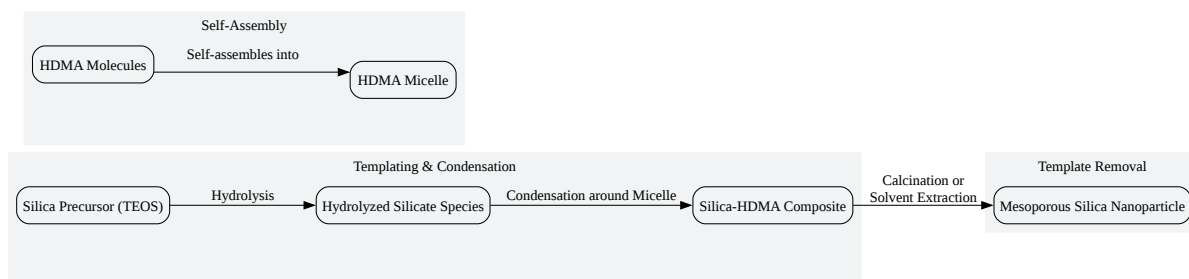 Self-Assembly
Self-assembles into
HDMA Molecules
HDMA Micelle
Templating & Condensation
Silica Precursor (TEOS)
Hydrolysis
Hydrolyzed Silicate Species
Condensation around Micelle
Silica-HDMA Composite
Calcination or
Solvent Extraction
Template Removal
Mesoporous Silica Nanoparticle